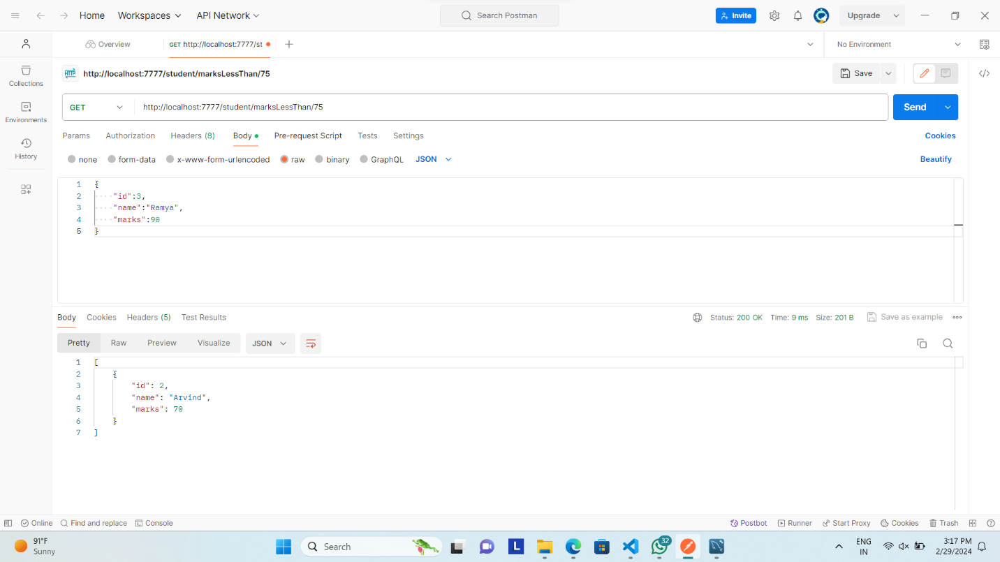 Home Workspaces API Network Search Postman Invite Upgrade
Overview GET http://localhost:7777/st No Environment
HTTP http://localhost:7777/student/marksLessThan/75 Save
Collections
Environments
History
GET http://localhost:7777/student/marksLessThan/75 Send
Params Authorization Headers (8) Body Pre-request Script Tests Settings Cookies
none form-data x-www-form-urlencoded raw binary GraphQL JSON Beautify
1 {
2 ····"id":3,
3 ····"name":"Ramya",
4 ····"marks":90
5 }
Body Cookies Headers (5) Test Results Status: 200 OK Time: 9 ms Size: 201 B Save as example
Pretty Raw Preview Visualize JSON
1 [
2 {
3 "id": 2,
4 "name": "Arvind",
5 "marks": 70
6 }
7 ]
Online Find and replace Console Postbot Runner Start Proxy Cookies Trash
91°F
Sunny
Search
L
32
ENG
IN
3:17 PM
2/29/2024